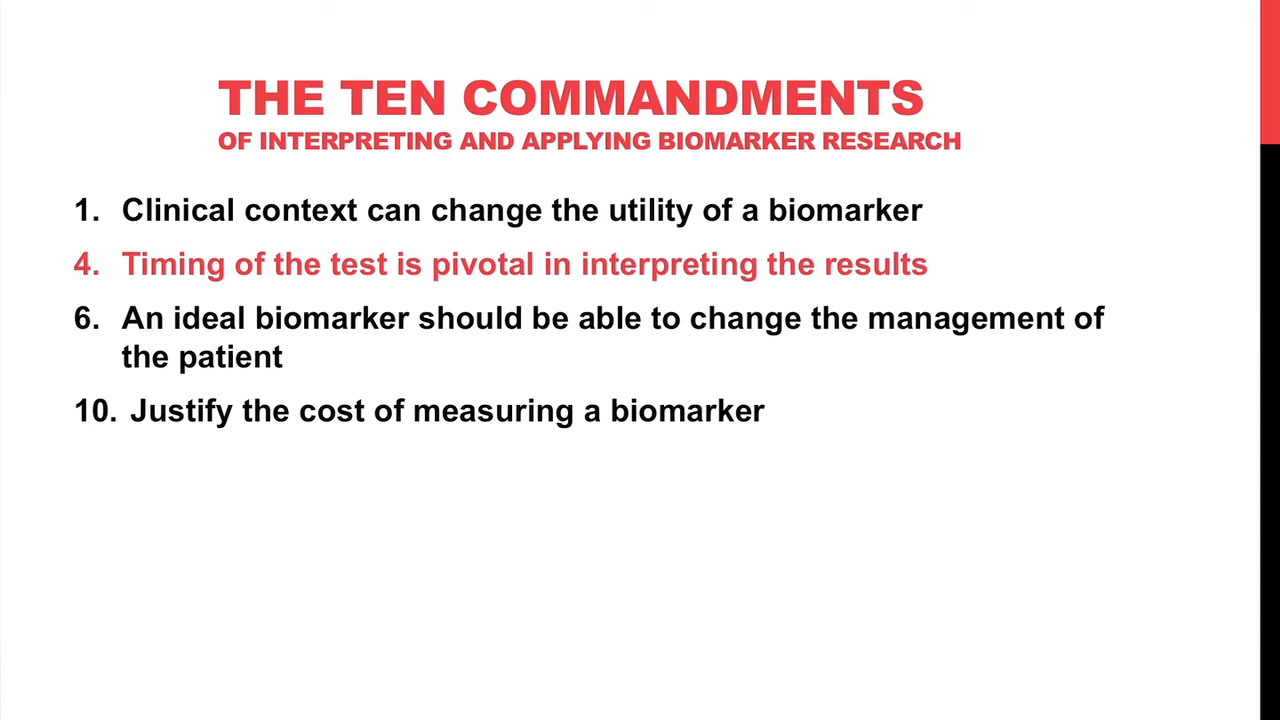 THE TEN COMMANDMENTS
OF INTERPRETING AND APPLYING BIOMARKER RESEARCH
1. Clinical context can change the utility of a biomarker
4. Timing of the test is pivotal in interpreting the results
6. An ideal biomarker should be able to change the management of
the patient
10. Justify the cost of measuring a biomarker